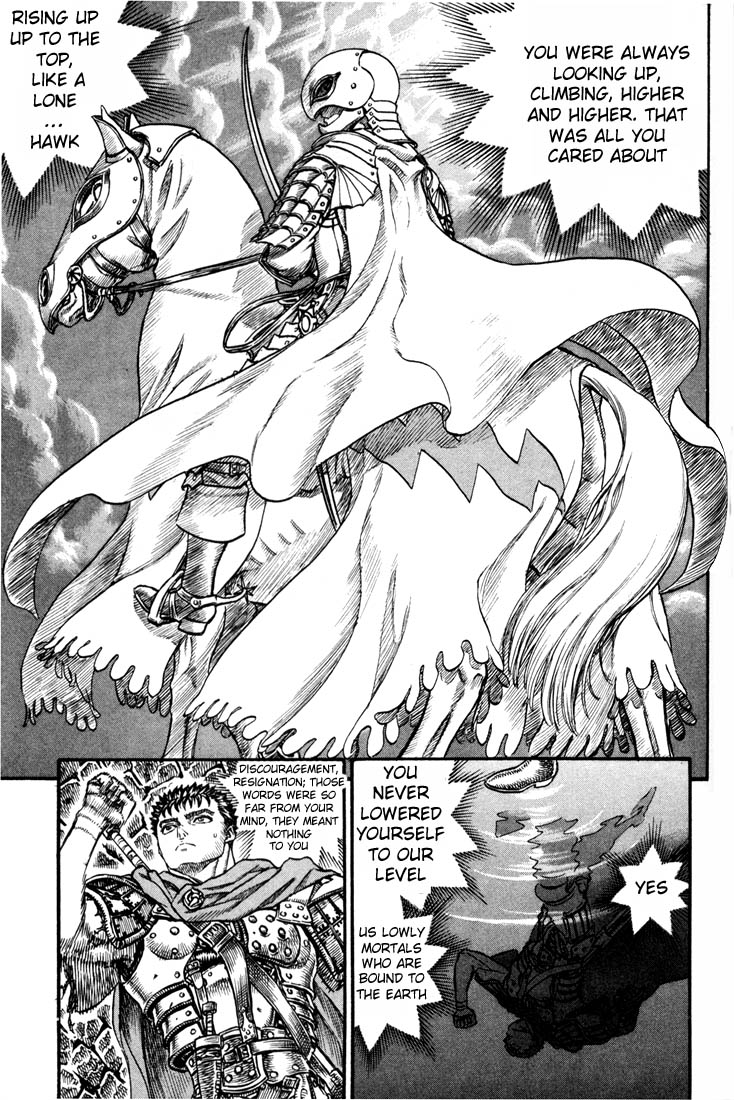 YOU WERE ALWAYS
LOOKING UP,
CLIMBING, HIGHER
AND HIGHER. THAT
WAS ALL YOU
CARED ABOUT
RISING UP
UP TO THE
TOP,
LIKE A
LONE
...
HAWK
YES
YOU
NEVER
LOWERED
YOURSELF
TO OUR
LEVEL
US LOWLY
MORTALS
WHO ARE
BOUND TO
THE EARTH
DISCOURAGEMENT,
RESIGNATION; THOSE
WORDS WERE SO
FAR FROM YOUR
MIND, THEY MEANT
NOTHING
TO YOU